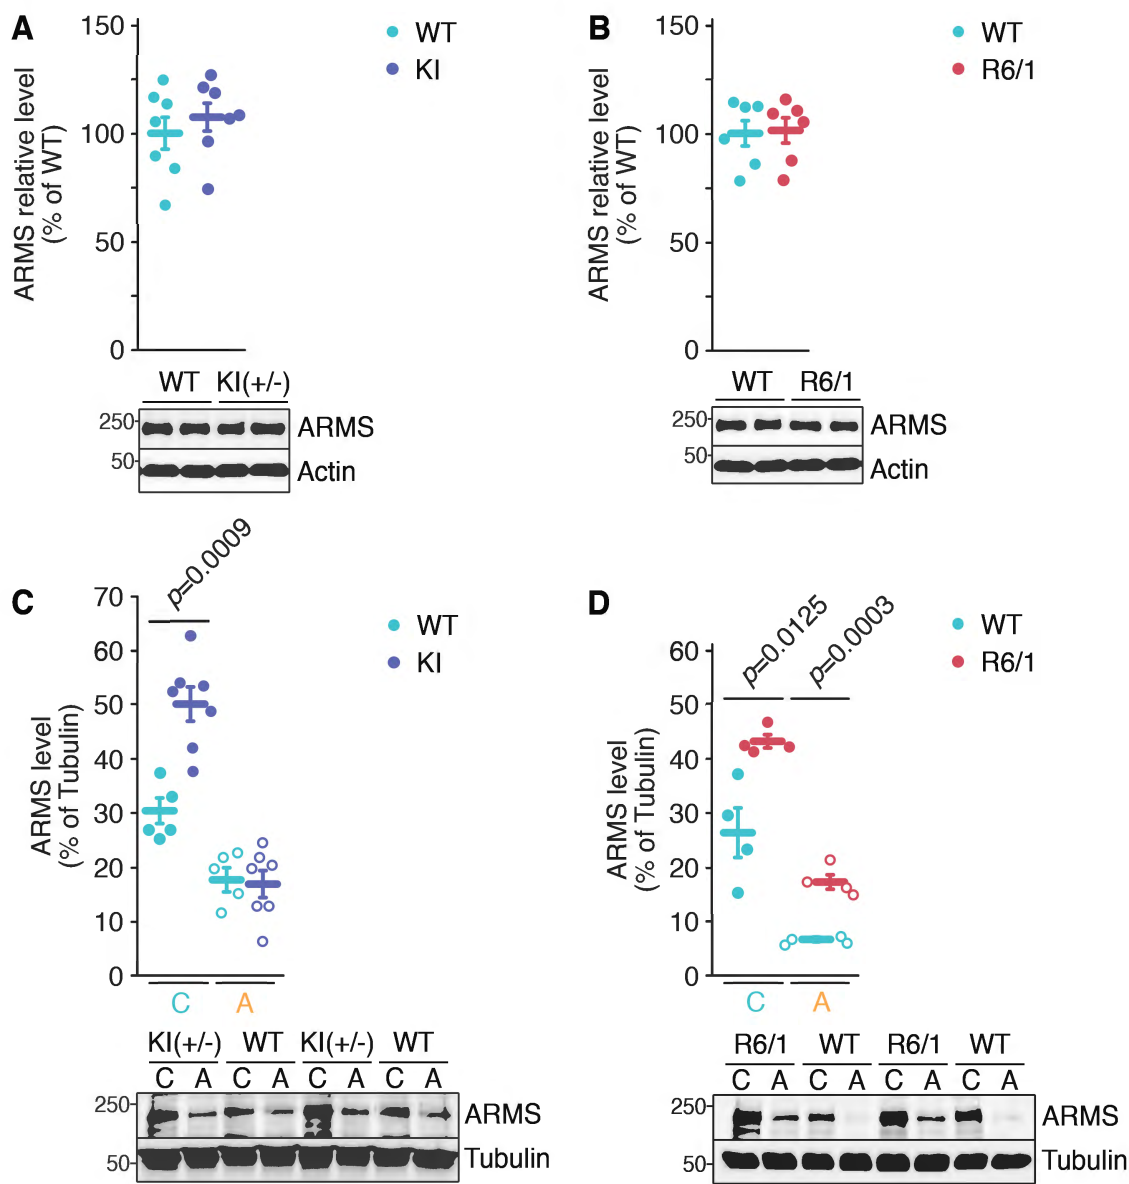 A
150
100
50
0
ARMS relative level
(% of WT)
WT
KI
WT KI(+/-)
250
ARMS
50
Actin
B
150
100
50
0
ARMS relative level
(% of WT)
WT
R6/1
WT R6/1
250
ARMS
50
Actin
C
p=0.0009
70
60
50
40
30
20
10
0
ARMS level
(% of Tubulin)
WT
KI
C A
KI(+/-) WT KI(+/-) WT
C A C A C A C A
250
ARMS
50
Tubulin
D
p=0.0125
p=0.0003
60
50
40
30
20
10
0
ARMS level
(% of Tubulin)
WT
R6/1
C A
R6/1 WT R6/1 WT
C A C A C A C A
250
ARMS
50
Tubulin